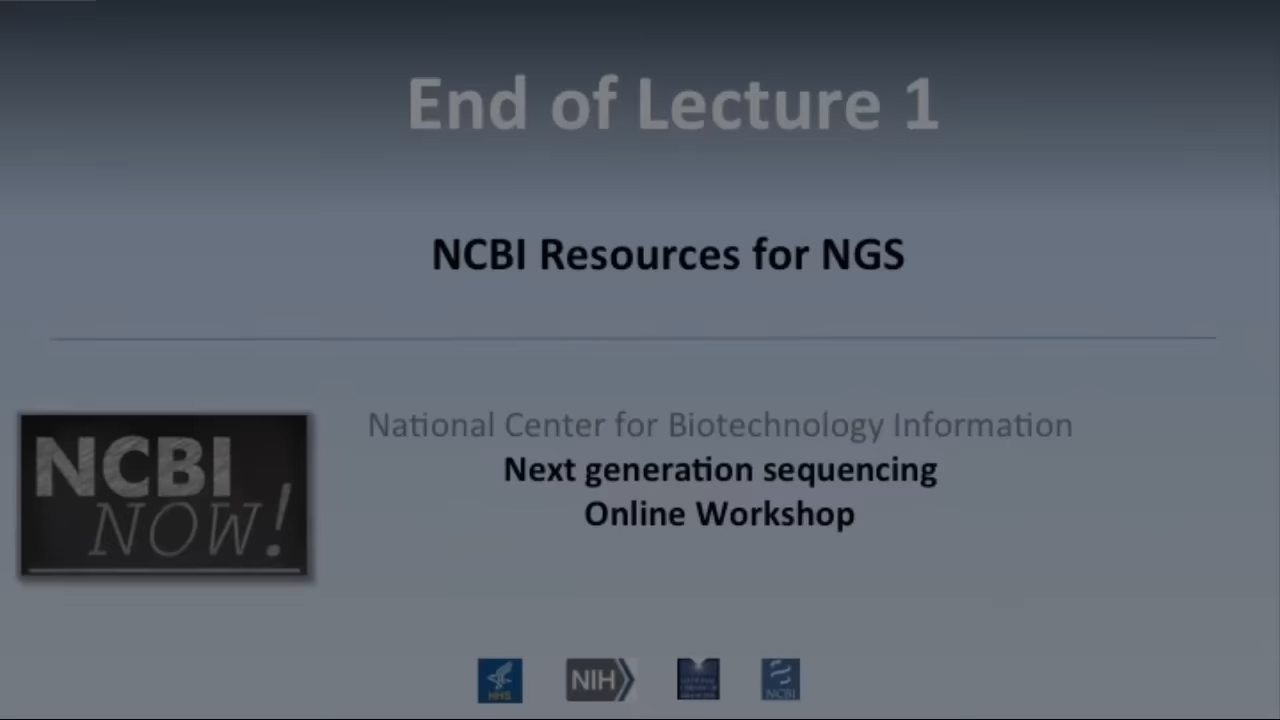 End of Lecture 1
NCBI Resources for NGS
National Center for Biotechnology Information
Next generation sequencing
Online Workshop
NCBI
NOW!
HHS
NIH
NCBI